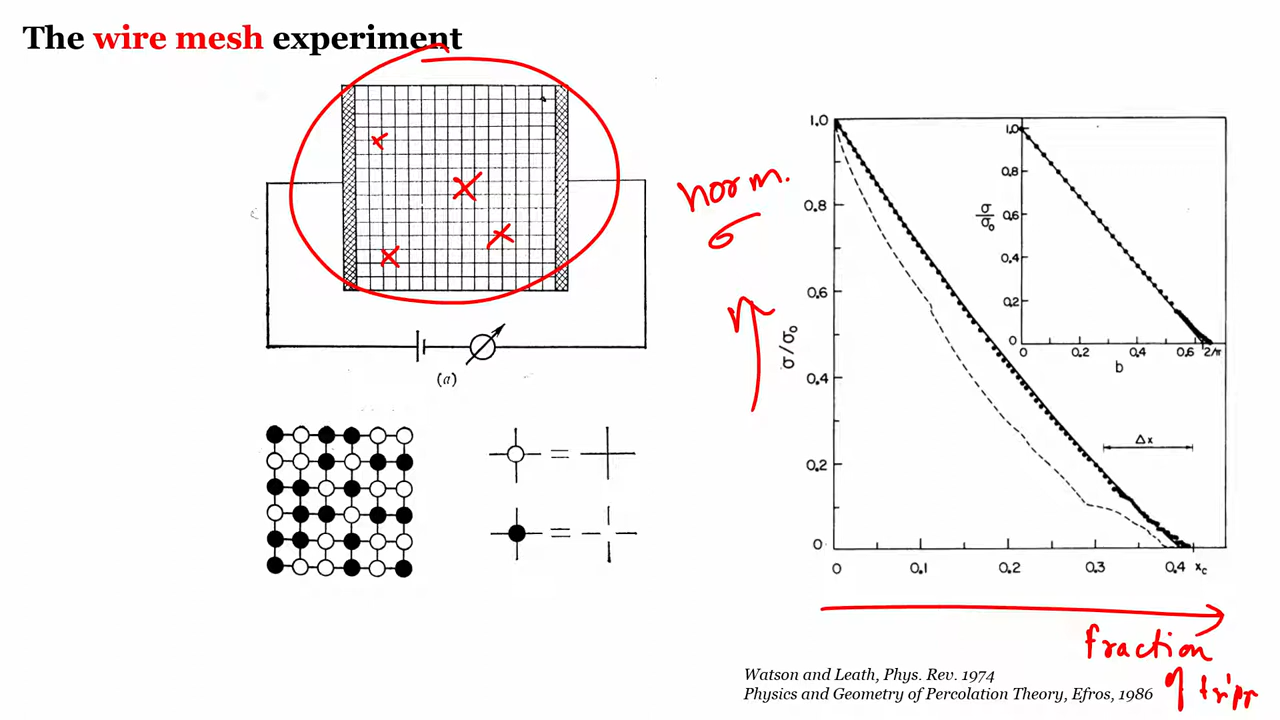 The wire mesh experiment
(a)
norm.
σ
σ/σ₀
1.0
0.8
0.6
0.4
0.2
0
0 0.1 0.2 0.3 0.4 x_c
Δx
σ/σ₀
1.0
0.8
0.6
0.4
0.2
0
0 0.2 0.4 0.6 2/π
b
fraction
of
Watson and Leath, Phys. Rev. 1974
Physics and Geometry of Percolation Theory, Efros, 1986